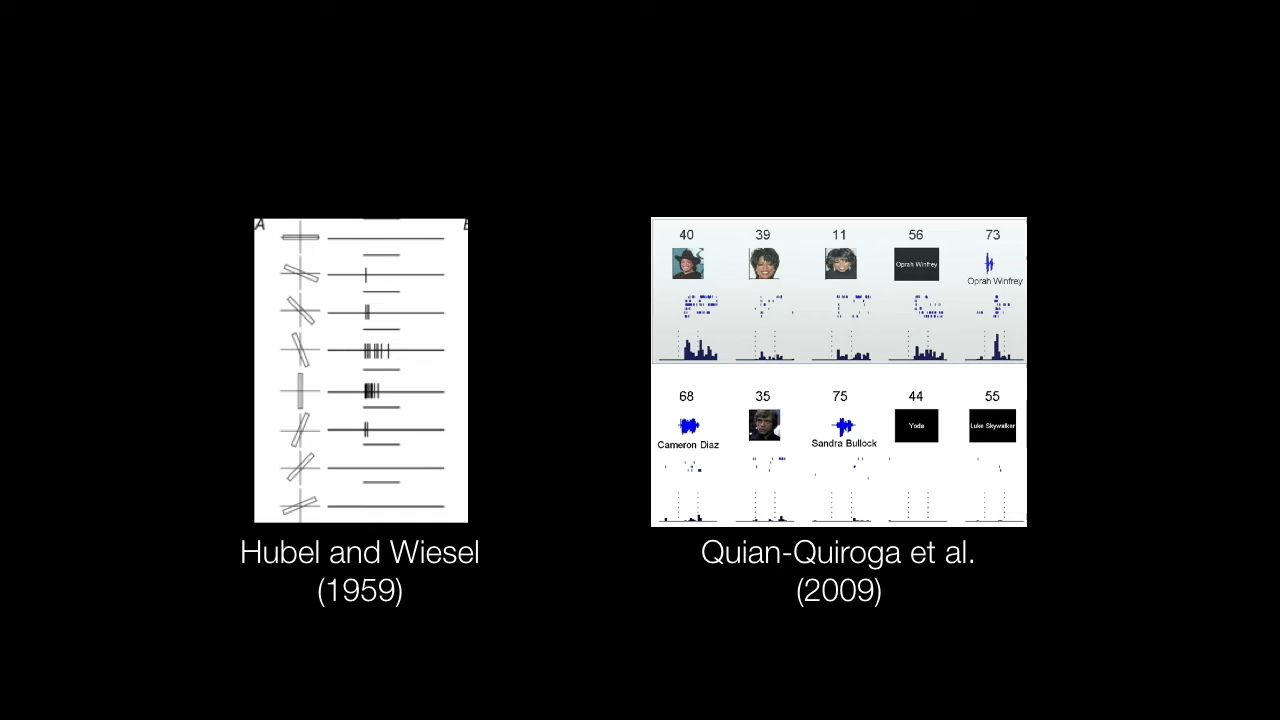 A
40 39 11 56 73
Oprah Winfrey
Oprah Winfrey
68 35 75 44 55
Yoda
Luke Skywalker
Cameron Diaz
Sandra Bullock
Hubel and Wiesel
(1959)
Quian-Quiroga et al.
(2009)